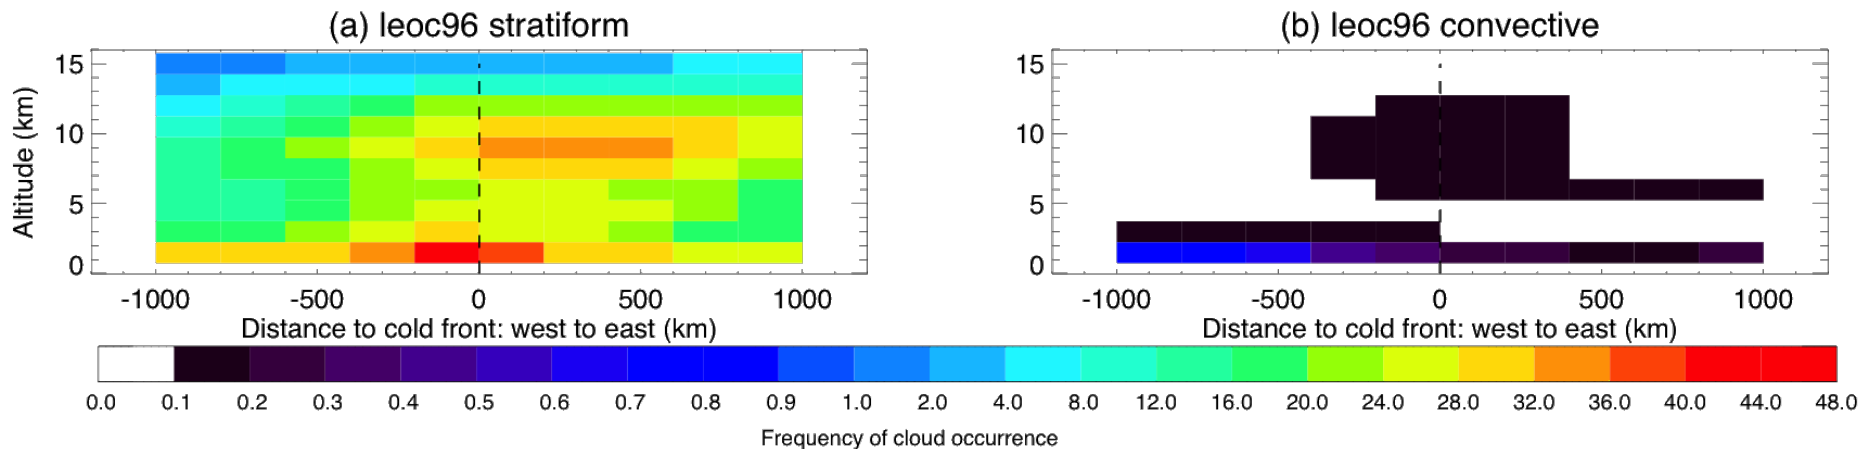 (a) leoc96 stratiform
(b) leoc96 convective
Altitude (km)
15
10
5
0
-1000 -500 0 500 1000
Distance to cold front: west to east (km)
15
10
5
0
-1000 -500 0 500 1000
Distance to cold front: west to east (km)
0.0 0.1 0.2 0.3 0.4 0.5 0.6 0.7 0.8 0.9 1.0 2.0 4.0 8.0 12.0 16.0 20.0 24.0 28.0 32.0 36.0 40.0 44.0 48.0
Frequency of cloud occurrence